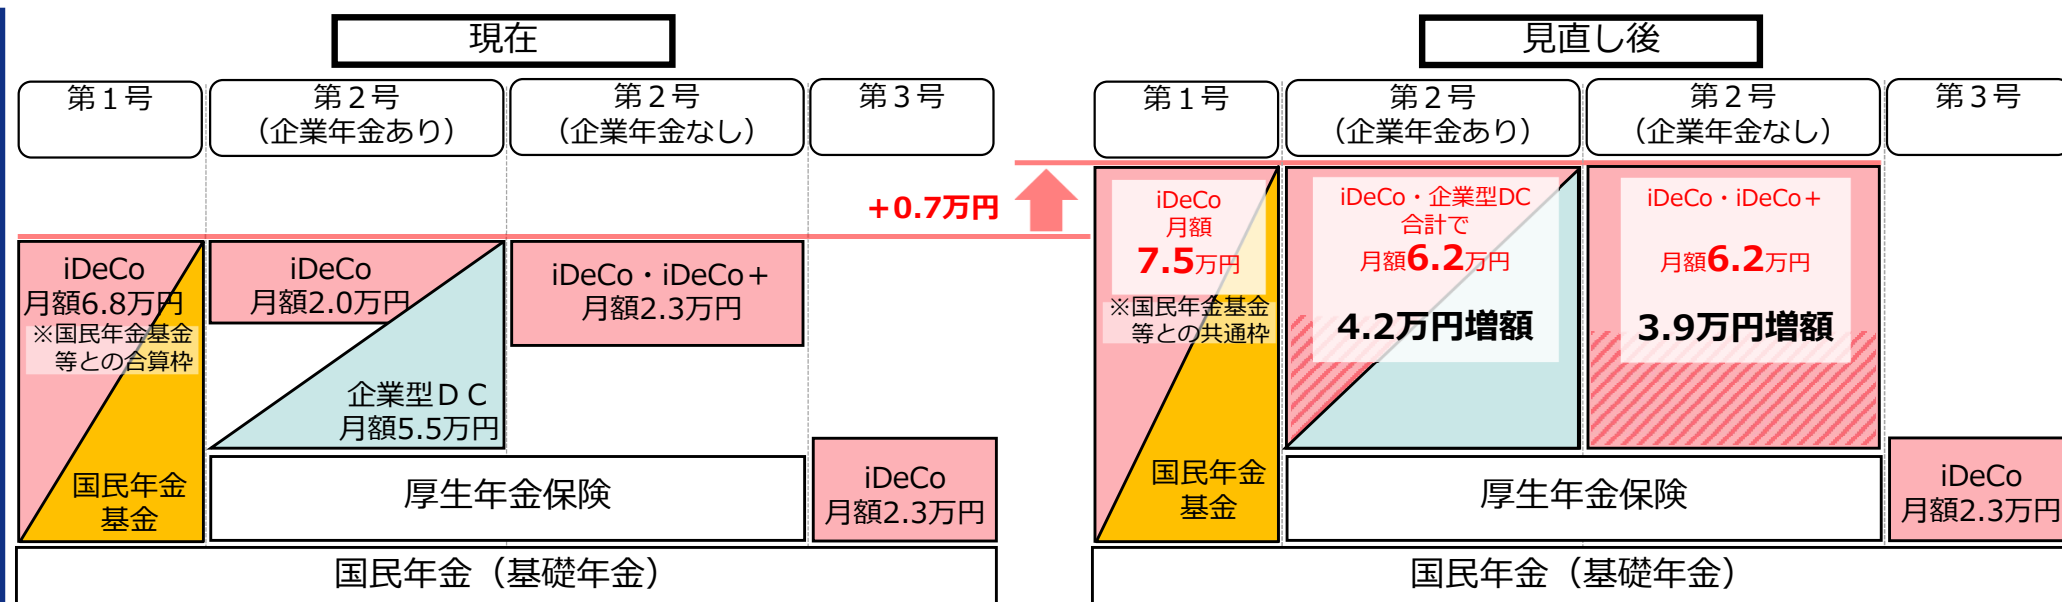 現在
第１号
第２号
（企業年金あり）
第２号
（企業年金なし）
第３号
＋0.7万円
iDeCo
月額6.8万円
※国民年金基金
等との合算枠
国民年金
基金
iDeCo
月額2.0万円
企業型ＤＣ
月額5.5万円
iDeCo・iDeCo＋
月額2.3万円
厚生年金保険
iDeCo
月額2.3万円
国民年金（基礎年金）
見直し後
第１号
第２号
（企業年金あり）
第２号
（企業年金なし）
第３号
iDeCo
月額
7.5万円
※国民年金基金
等との共通枠
国民年金
基金
iDeCo・企業型DC
合計で
月額6.2万円
4.2万円増額
iDeCo・iDeCo＋
月額6.2万円
3.9万円増額
厚生年金保険
iDeCo
月額2.3万円
国民年金（基礎年金）